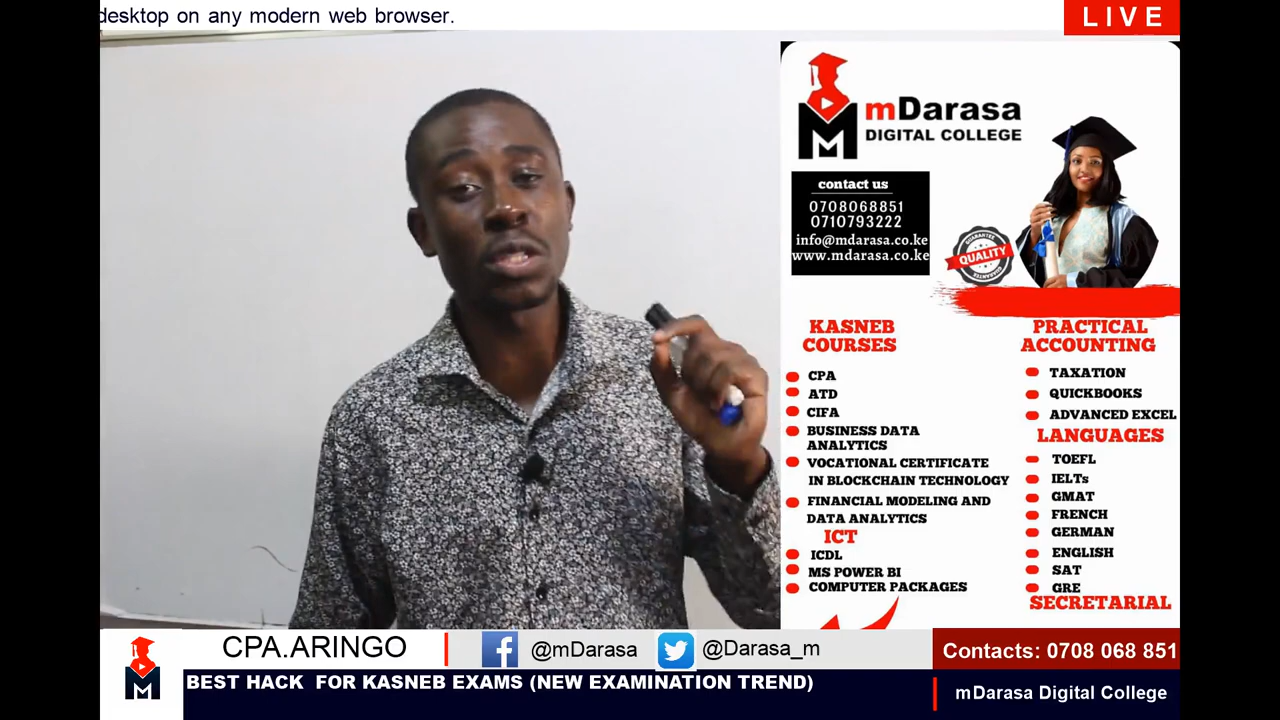 desktop on any modern web browser.
LIVE
mDarasa
DIGITAL COLLEGE
contact us
0708068851
0710793222
info@mdarasa.co.ke
www.mdarasa.co.ke
GUARANTEE
QUALITY
GUARANTEE
KASNEB
COURSES
CPA
ATD
CIFA
BUSINESS DATA
ANALYTICS
VOCATIONAL CERTIFICATE
IN BLOCKCHAIN TECHNOLOGY
FINANCIAL MODELING AND
DATA ANALYTICS
ICT
ICDL
MS POWER BI
COMPUTER PACKAGES
PRACTICAL
ACCOUNTING
TAXATION
QUICKBOOKS
ADVANCED EXCEL
LANGUAGES
TOEFL
IELTs
GMAT
FRENCH
GERMAN
ENGLISH
SAT
GRE
SECRETARIAL
CPA.ARINGO
@mDarasa
@Darasa_m
Contacts: 0708 068 851
BEST HACK FOR KASNEB EXAMS (NEW EXAMINATION TREND)
mDarasa Digital College